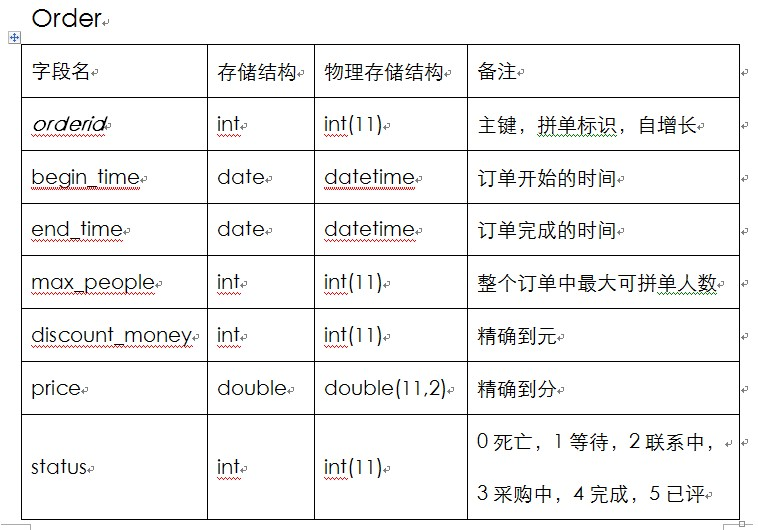 Order
字段名 存储结构 物理存储结构 备注
orderid int int(11) 主键，拼单标识，自增长
begin_time date datetime 订单开始的时间
end_time date datetime 订单完成的时间
max_people int int(11) 整个订单中最大可拼单人数
discount_money int int(11) 精确到元
price double double(11,2) 精确到分
status int int(11) 0 死亡，1 等待，2 联系中，
3 采购中，4 完成，5 已评